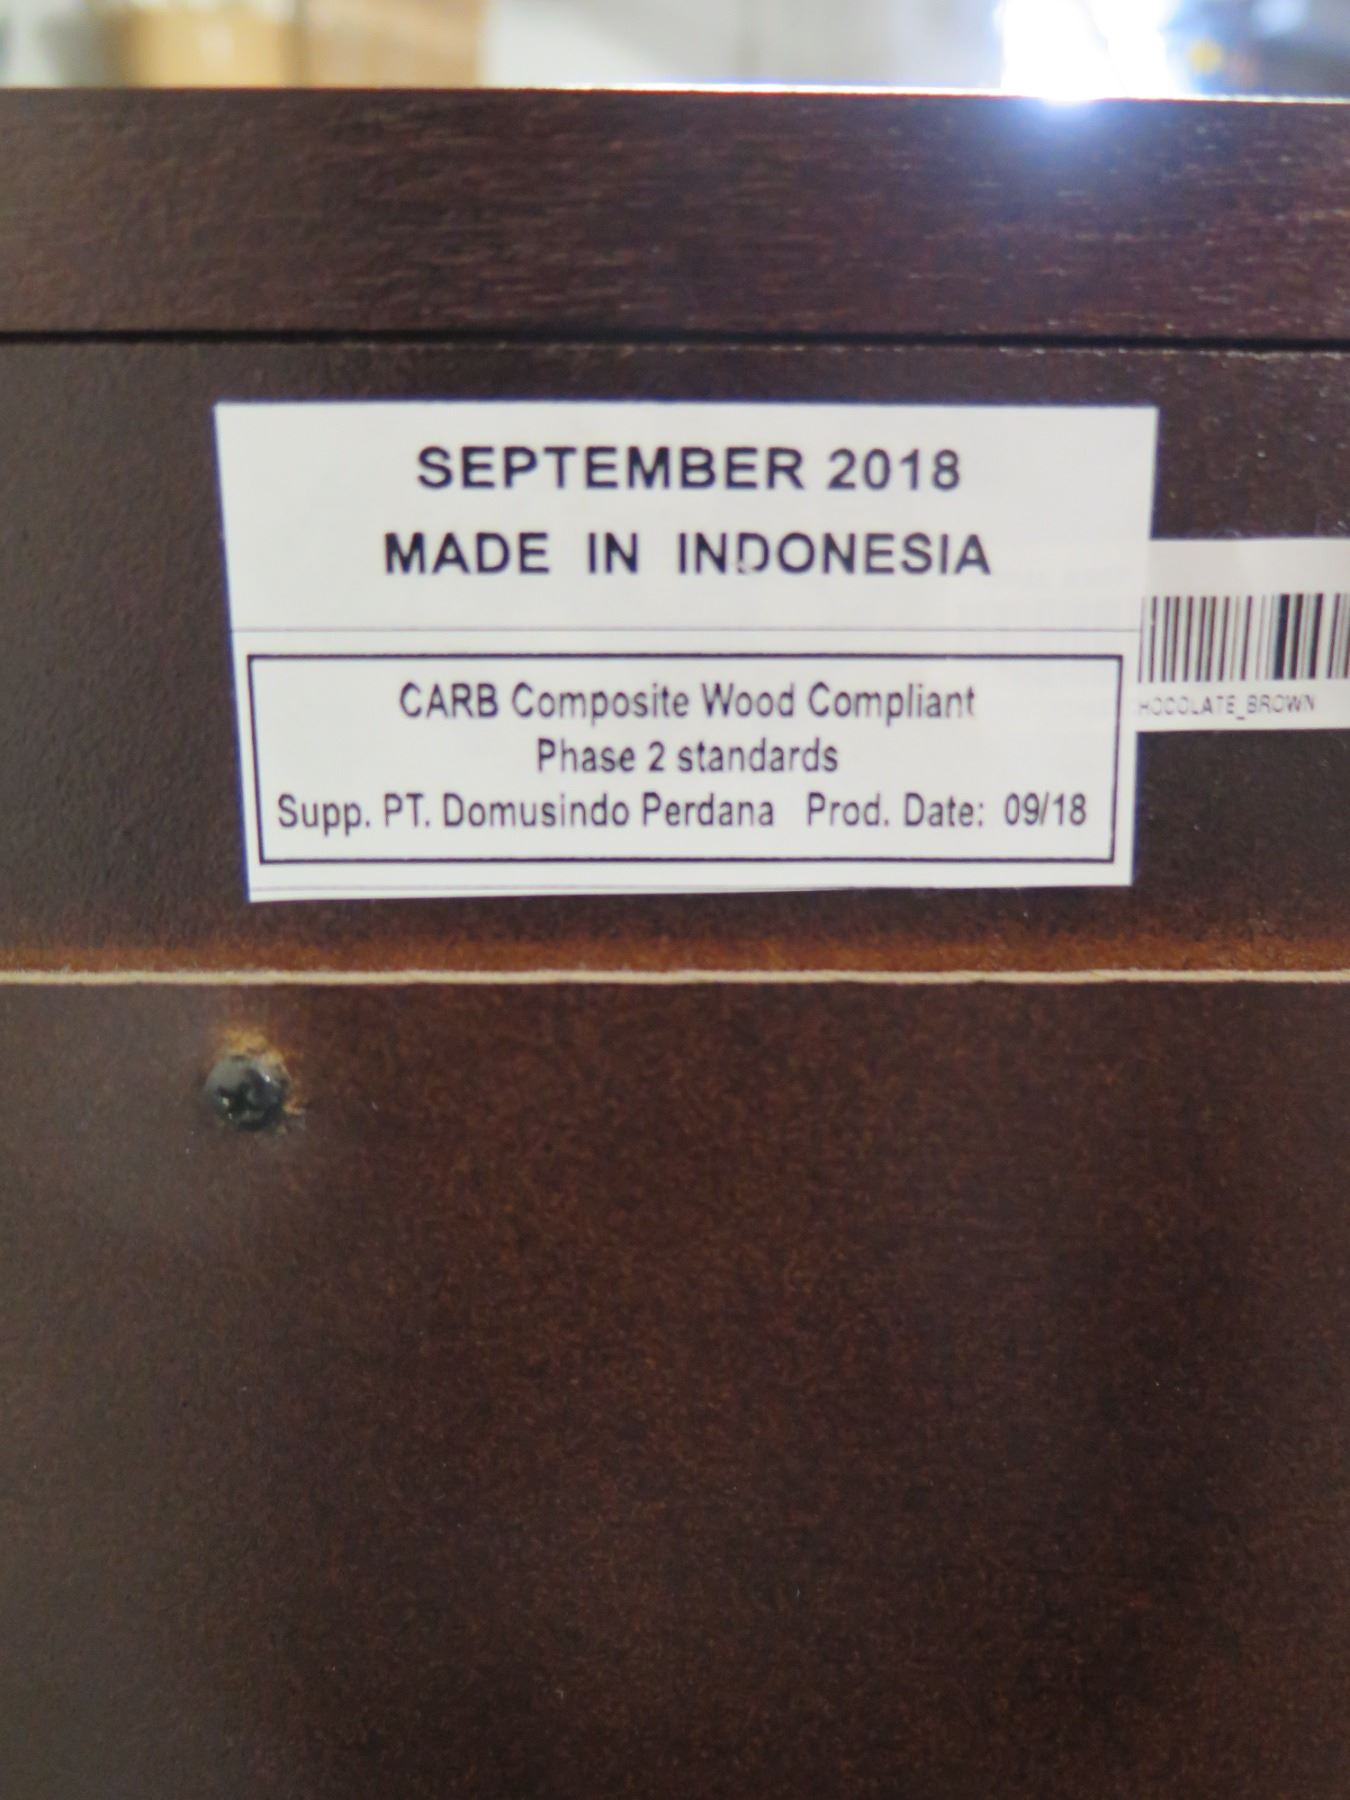 SEPTEMBER 2018
MADE IN INDONESIA
CARB Composite Wood Compliant
Phase 2 standards
Supp. PT. Domusindo Perdana Prod. Date: 09/18
HOCOLATE_BROWN